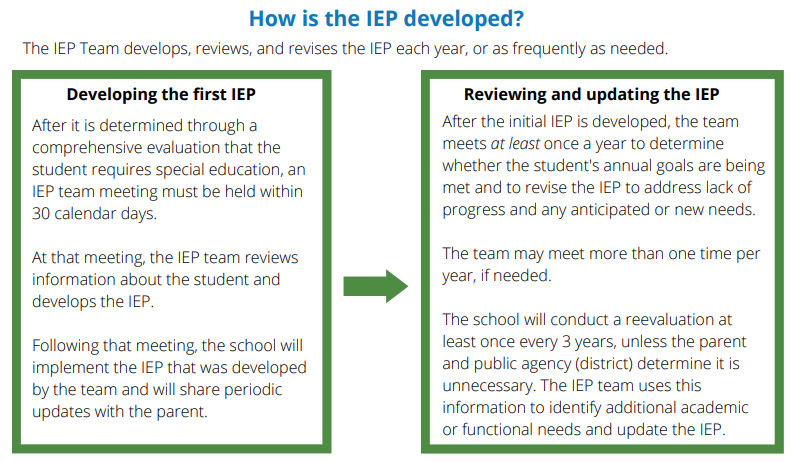 How is the IEP developed?
The IEP Team develops, reviews, and revises the IEP each year, or as frequently as needed.
Developing the first IEP
After it is determined through a
comprehensive evaluation that the
student requires special education, an
IEP team meeting must be held within
30 calendar days.
At that meeting, the IEP team reviews
information about the student and
develops the IEP.
Following that meeting, the school will
implement the IEP that was developed
by the team and will share periodic
updates with the parent.
Reviewing and updating the IEP
After the initial IEP is developed, the team
meets at least once a year to determine
whether the student's annual goals are being
met and to revise the IEP to address lack of
progress and any anticipated or new needs.
The team may meet more than one time per
year, if needed.
The school will conduct a reevaluation at
least once every 3 years, unless the parent
and public agency (district) determine it is
unnecessary. The IEP team uses this
information to identify additional academic
or functional needs and update the IEP.